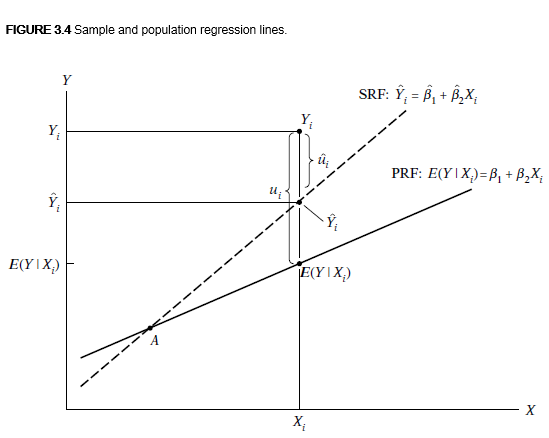 FIGURE 3.4 Sample and population regression lines.
Y
SRF: Ŷᵢ = β̂₁ + β̂₂Xᵢ
Yᵢ
Yᵢ
ûᵢ
PRF: E(Y | Xᵢ) = β₁ + β₂Xᵢ
uᵢ
Ŷᵢ
Ŷᵢ
E(Y | Xᵢ)
E(Y | Xᵢ)
A
X
Xᵢ